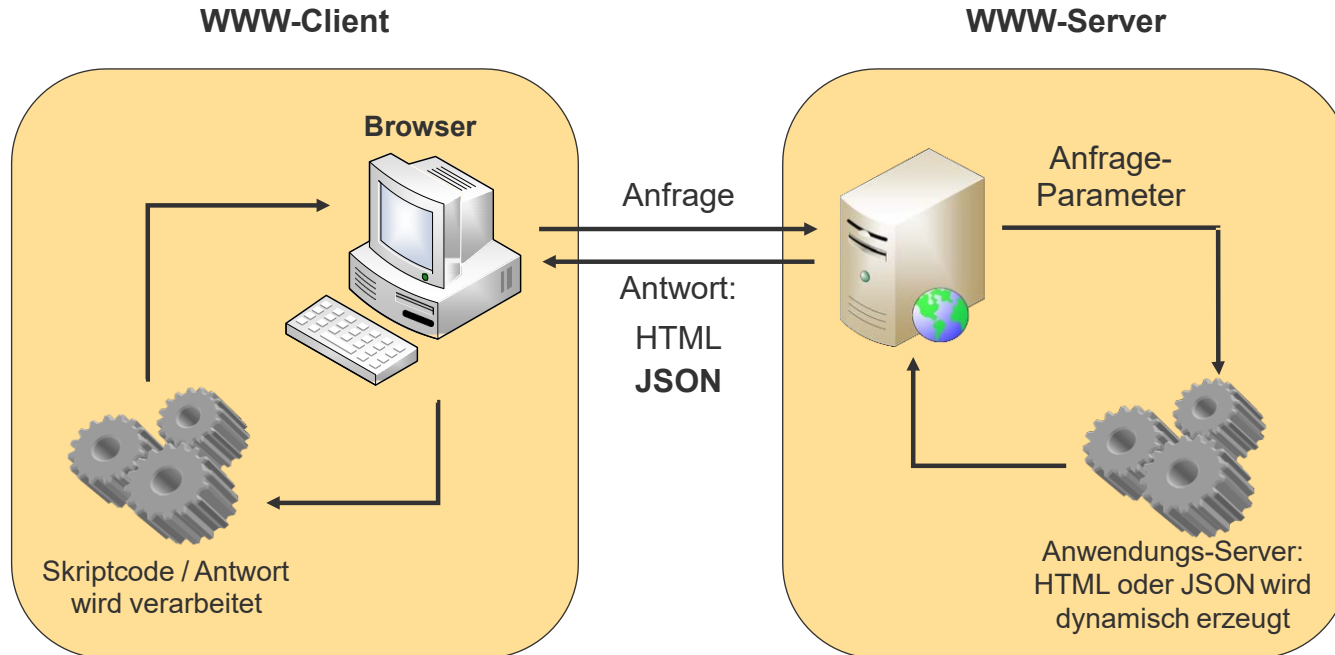 WWW-Client
WWW-Server
Browser
Anfrage
Antwort:
HTML
JSON
Anfrage-
Parameter
Skriptcode / Antwort
wird verarbeitet
Anwendungs-Server:
HTML oder JSON wird
dynamisch erzeugt